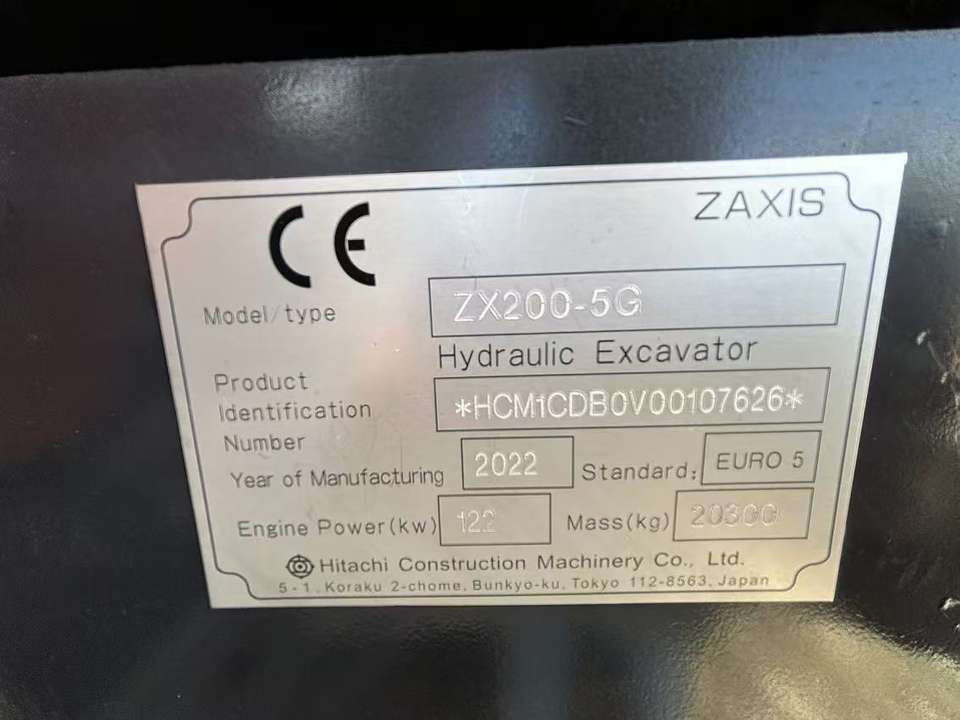 CE
ZAXIS
Model/type ZX200-5G
Hydraulic Excavator
Product
Identification *HCM1CDB0V00107626*
Number
Year of Manufacturing 2022 Standard: EURO 5
Engine Power(kw) 122 Mass(kg) 20300
Hitachi Construction Machinery Co., Ltd.
5-1, Koraku 2-chome, Bunkyo-ku, Tokyo 112-8563, Japan